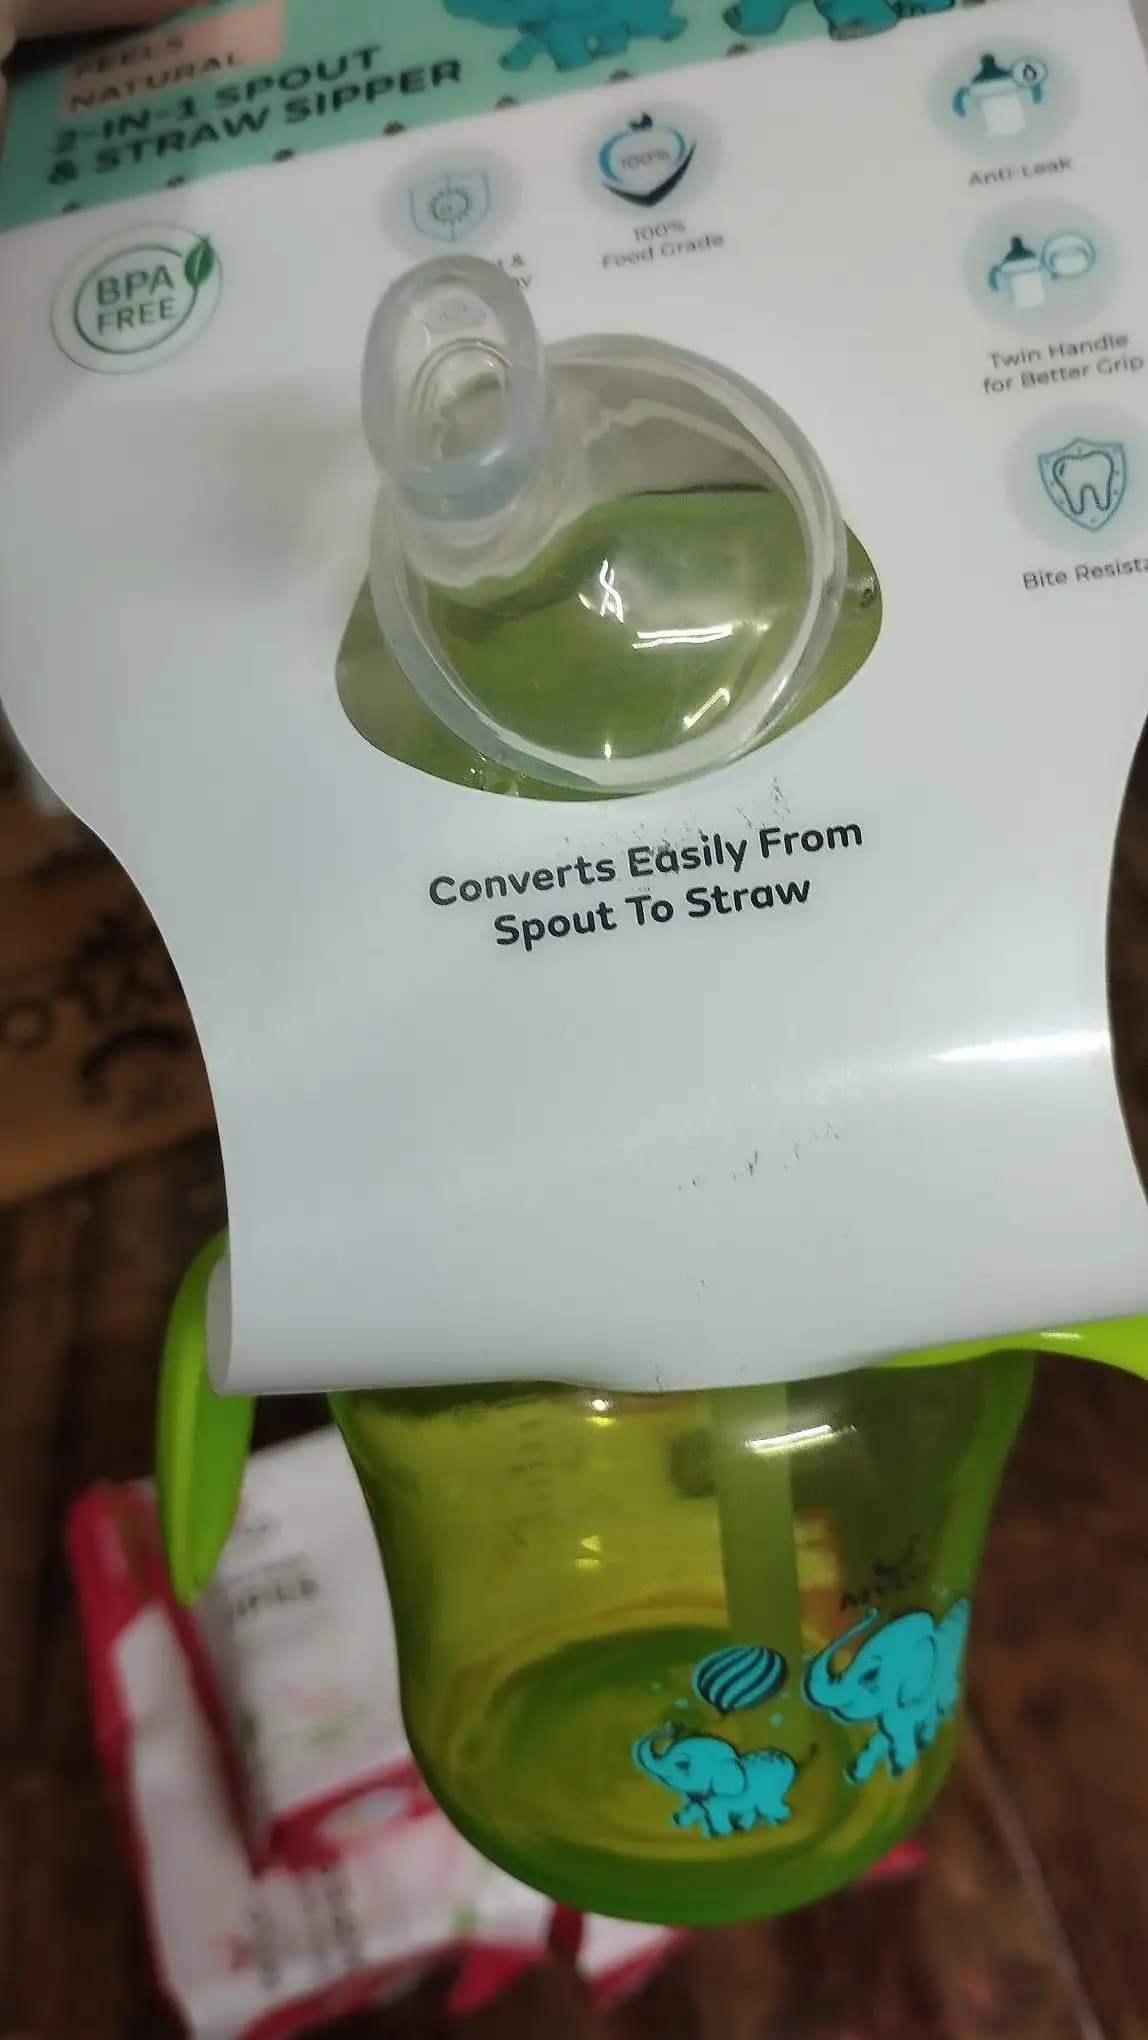 FEELS
NATURAL
2-IN-1 SPOUT
& STRAW SIPPER
BPA
FREE
100%
100%
Food Grade
Anti-Leak
Twin Handle
for Better Grip
Bite
Converts Easily From
Spout To Straw